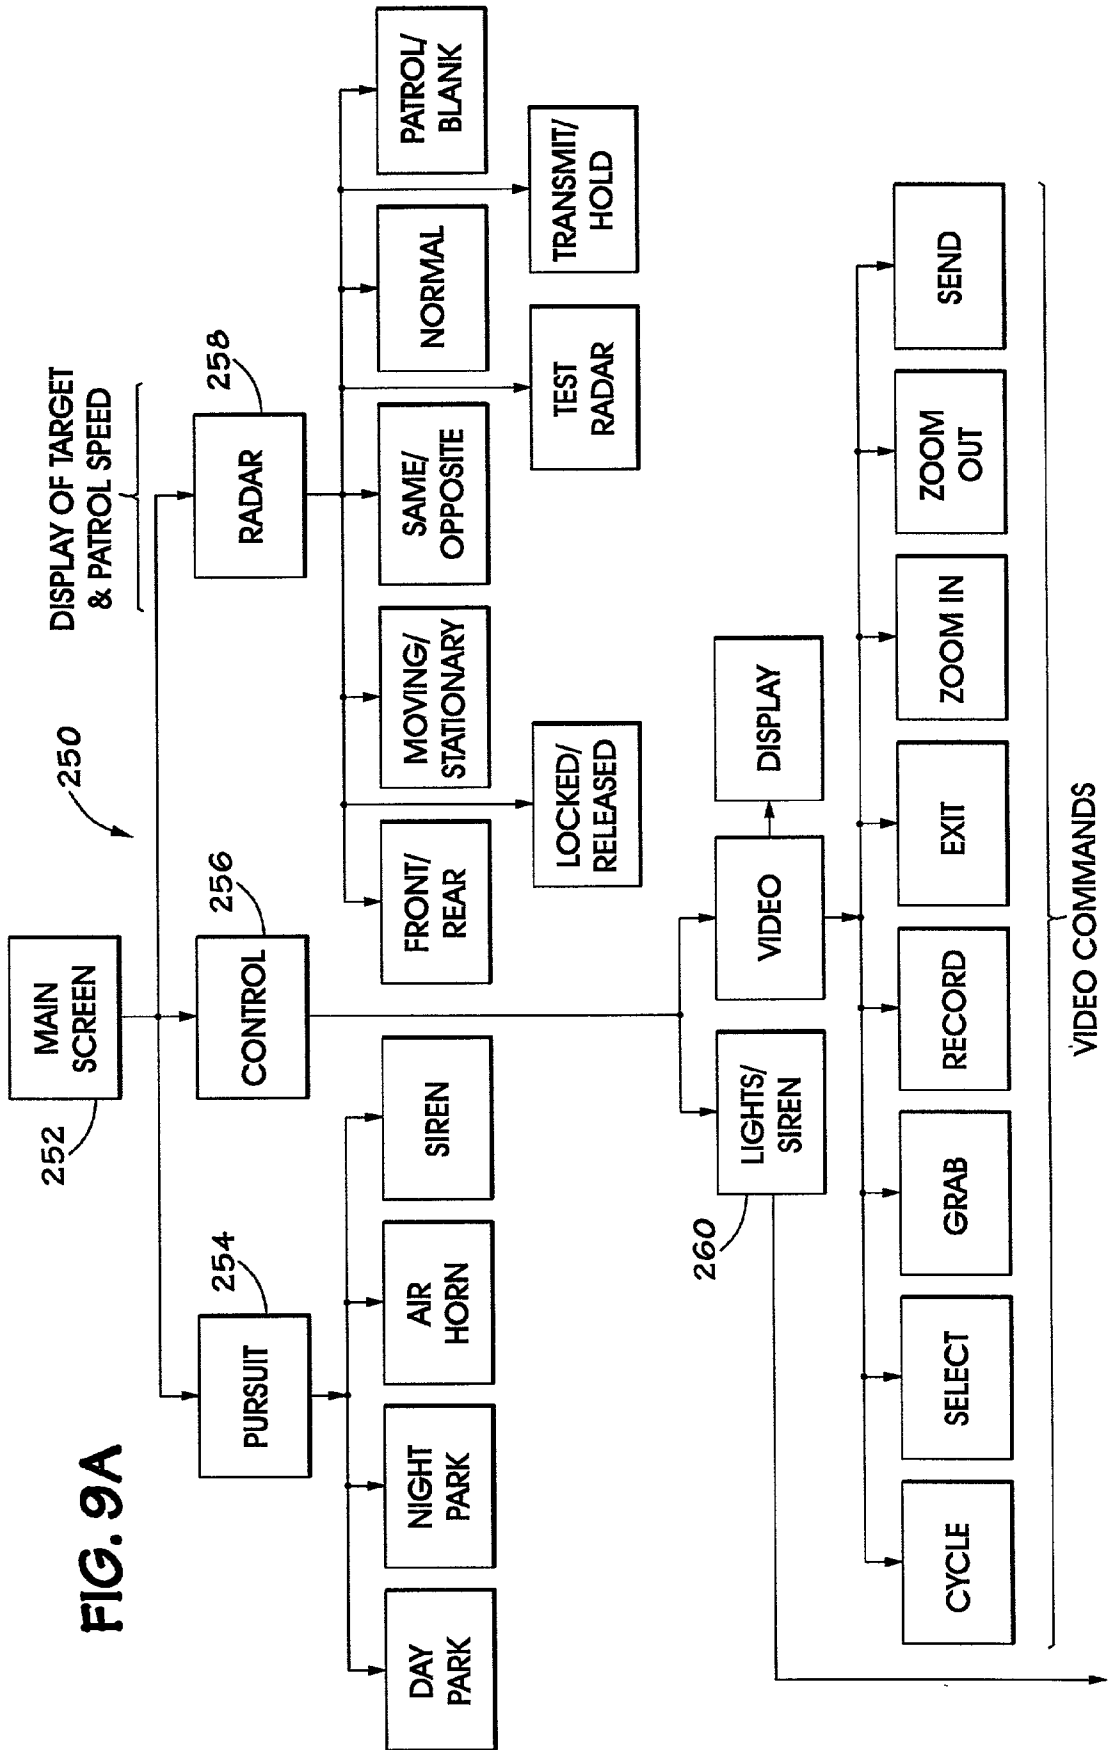 FIG. 9A
250
MAIN
SCREEN
252
DISPLAY OF TARGET
& PATROL SPEED
PURSUIT
254
CONTROL
256
RADAR
258
DAY
PARK
NIGHT
PARK
AIR
HORN
SIREN
FRONT/
REAR
MOVING/
STATIONARY
SAME/
OPPOSITE
NORMAL
PATROL/
BLANK
LOCKED/
RELEASED
TEST
RADAR
TRANSMIT/
HOLD
LIGHTS/
SIREN
260
VIDEO
DISPLAY
CYCLE
SELECT
GRAB
RECORD
EXIT
ZOOM IN
ZOOM
OUT
SEND
VIDEO COMMANDS